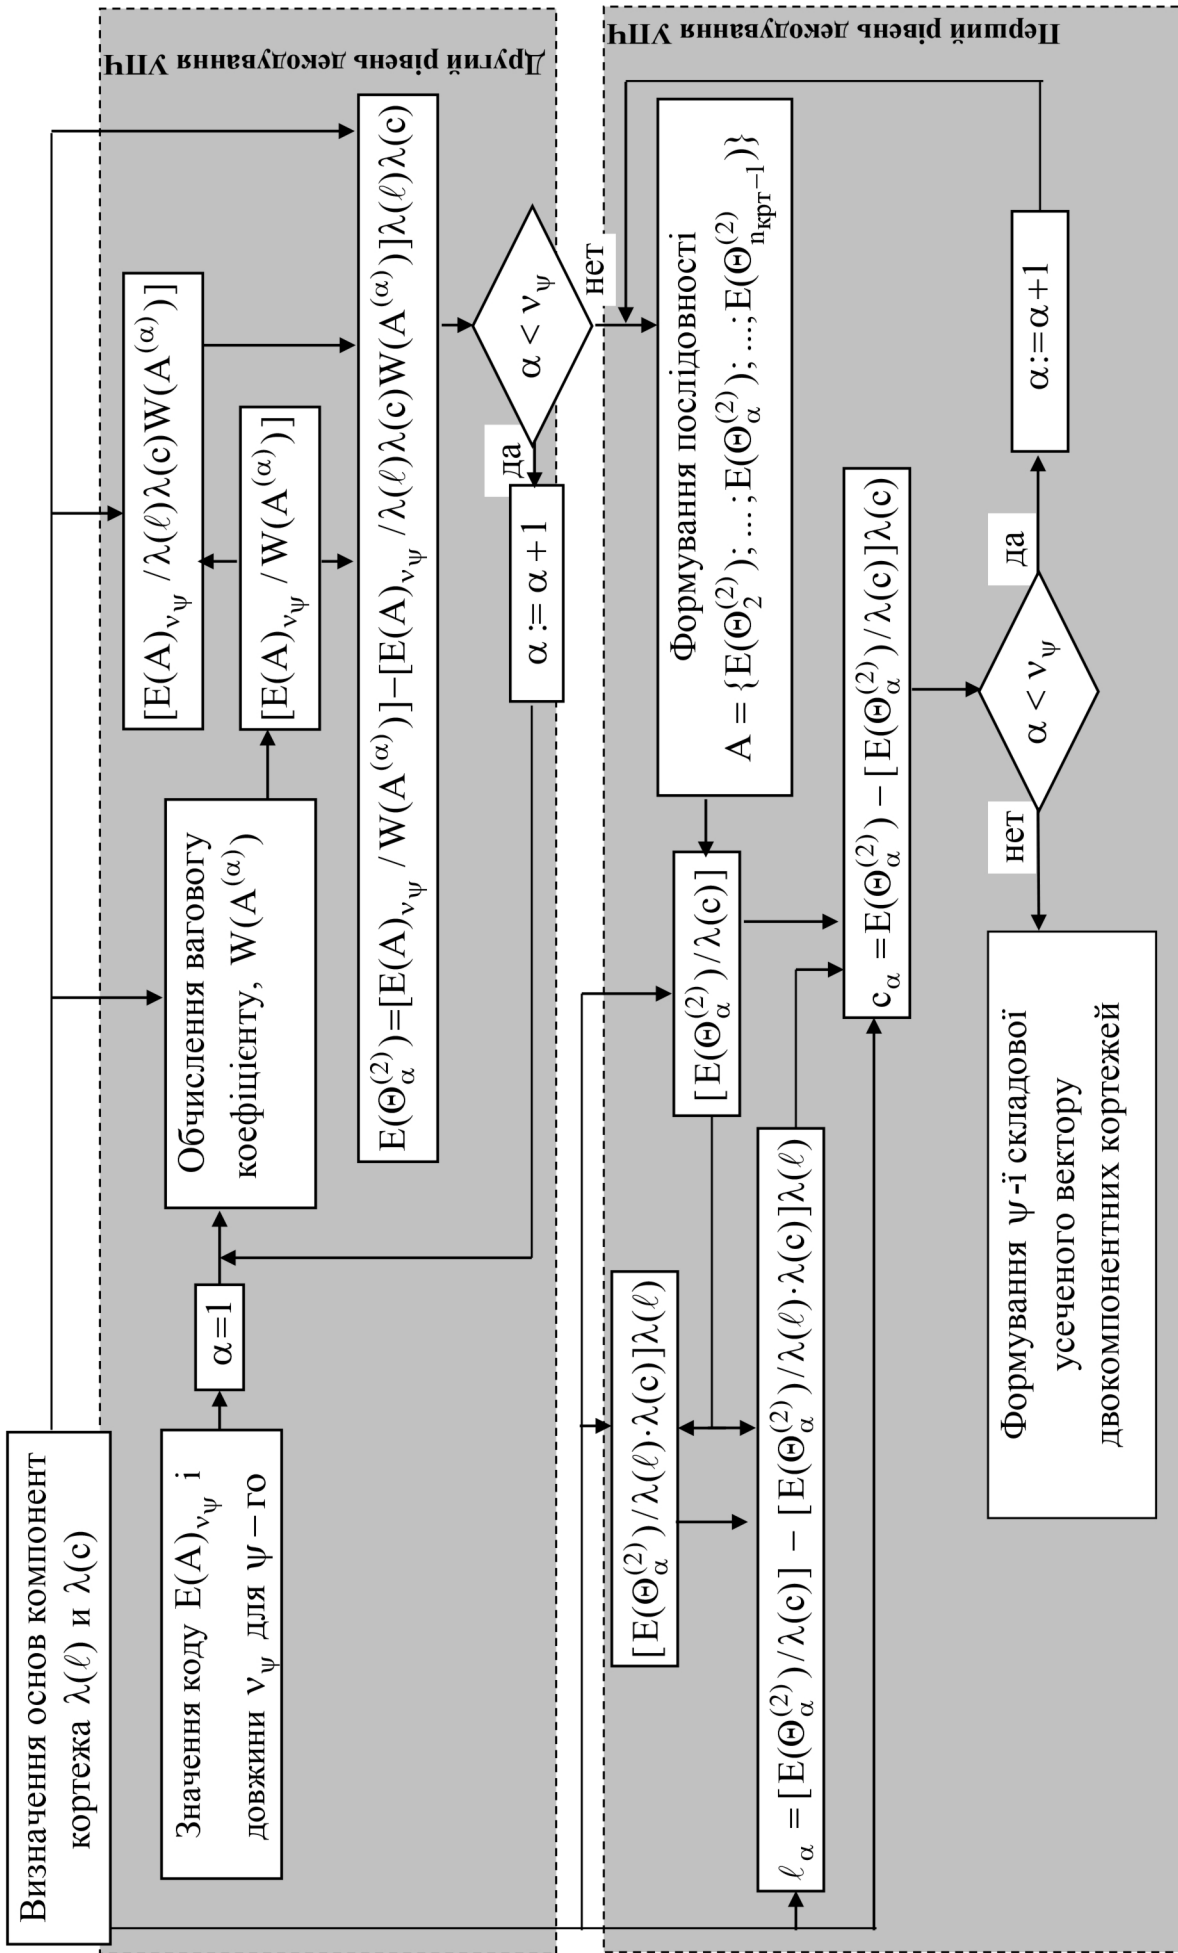 Визначення основ компонент
кортежа λ(ℓ) и λ(c)
Другий рівень декодування УПЧ
Значення коду E(A)_{ν_ψ} і
довжини ν_ψ для ψ – го
α=1
Обчислення вагового
коефіцієнту, W(A^{(α)})
[E(A)_{ν_ψ} / λ(ℓ)λ(c)W(A^{(α)})]
[E(A)_{ν_ψ} / W(A^{(α)})]
E(Θ_α^{(2)})=[E(A)_{ν_ψ} / W(A^{(α)})]–[E(A)_{ν_ψ} / λ(ℓ)λ(c)W(A^{(α)})]λ(ℓ)λ(c)
α < ν_ψ
да
нет
α := α +1
Перший рівень декодування УПЧ
Формування послідовності
A = {E(Θ_2^{(2)}); ... ;E(Θ_α^{(2)}); ...;E(Θ_{n_{крт}–1}^{(2)})}
[E(Θ_α^{(2)})/λ(c)]
[E(Θ_α^{(2)})/λ(ℓ)·λ(c)]λ(ℓ)
ℓ_α = [E(Θ_α^{(2)})/λ(c)] – [E(Θ_α^{(2)})/λ(ℓ)·λ(c)]λ(ℓ)
c_α =E(Θ_α^{(2)}) – [E(Θ_α^{(2)})/λ(c)]λ(c)
α < ν_ψ
да
нет
α:=α+1
Формування ψ-ї складової
усеченого вектору
двокомпонентних кортежей